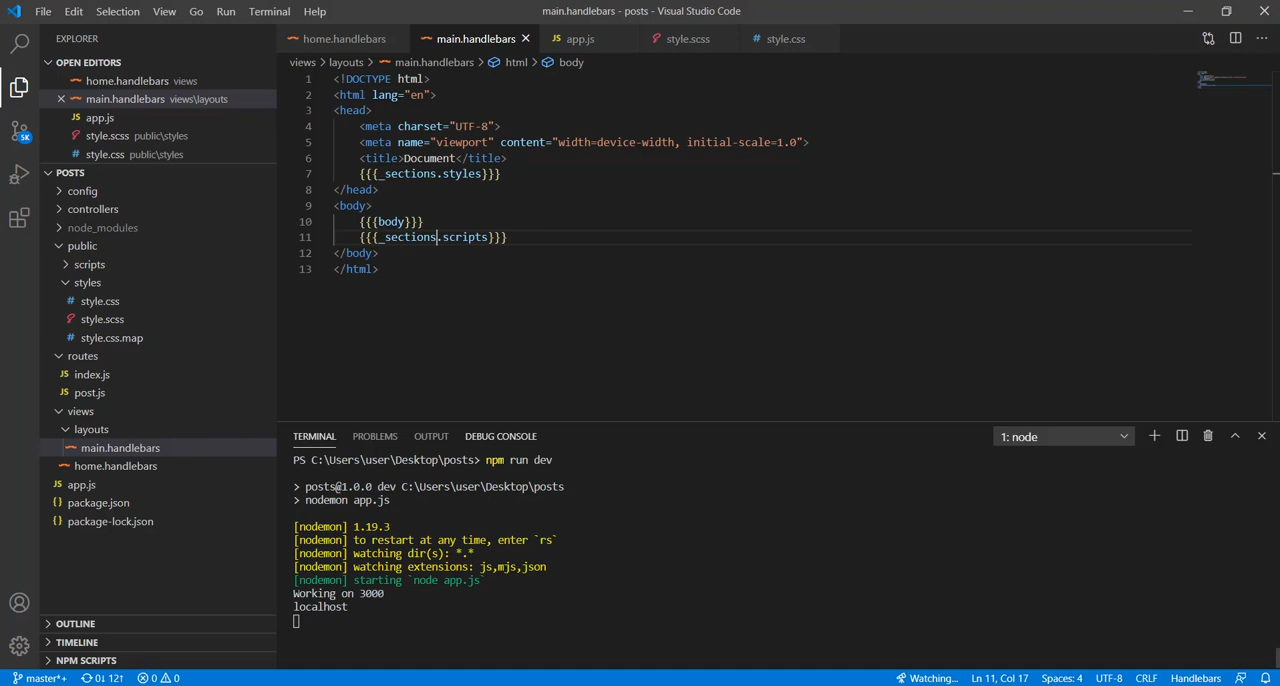 File Edit Selection View Go Run Terminal Help
main.handlebars - posts - Visual Studio Code
EXPLORER
OPEN EDITORS
home.handlebars views
main.handlebars views\layouts
JS app.js
style.scss public\styles
# style.css public\styles
POSTS
config
controllers
node_modules
public
scripts
styles
# style.css
style.scss
# style.css.map
routes
JS index.js
JS post.js
views
layouts
main.handlebars
home.handlebars
JS app.js
{} package.json
{} package-lock.json
OUTLINE
TIMELINE
NPM SCRIPTS
5K
home.handlebars main.handlebars JS app.js style.scss # style.css
views > layouts > main.handlebars > html > body
1 <!DOCTYPE html>
2 <html lang="en">
3 <head>
4 <meta charset="UTF-8">
5 <meta name="viewport" content="width=device-width, initial-scale=1.0">
6 <title>Document</title>
7 {{{_sections.styles}}}
8 </head>
9 <body>
10 {{{body}}}
11 {{{_sections.scripts}}}
12 </body>
13 </html>
TERMINAL PROBLEMS OUTPUT DEBUG CONSOLE
1: node
PS C:\Users\user\Desktop\posts> npm run dev
> posts@1.0.0 dev C:\Users\user\Desktop\posts
> nodemon app.js
[nodemon] 1.19.3
[nodemon] to restart at any time, enter `rs`
[nodemon] watching dir(s): *.*
[nodemon] watching extensions: js,mjs,json
[nodemon] starting `node app.js`
Working on 3000
localhost
master*+ 0↓ 12↑ 0 0
Watching... Ln 11, Col 17 Spaces: 4 UTF-8 CRLF Handlebars